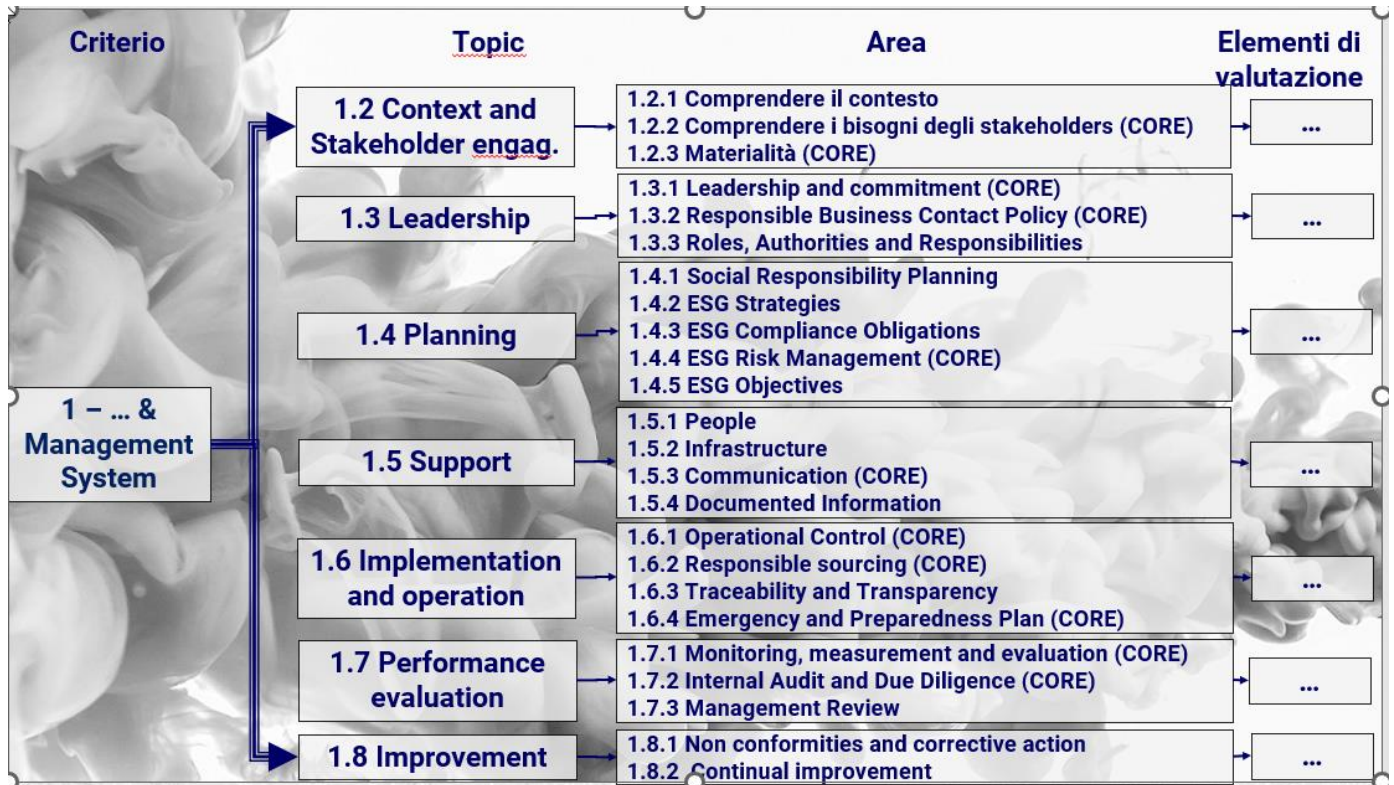 Criterio
Topic
Area
Elementi di
valutazione
1 – ... &
Management
System
1.2 Context and
Stakeholder engag.
1.2.1 Comprendere il contesto
1.2.2 Comprendere i bisogni degli stakeholders (CORE)
1.2.3 Materialità (CORE)
...
1.3 Leadership
1.3.1 Leadership and commitment (CORE)
1.3.2 Responsible Business Contact Policy (CORE)
1.3.3 Roles, Authorities and Responsibilities
...
1.4 Planning
1.4.1 Social Responsibility Planning
1.4.2 ESG Strategies
1.4.3 ESG Compliance Obligations
1.4.4 ESG Risk Management (CORE)
1.4.5 ESG Objectives
...
1.5 Support
1.5.1 People
1.5.2 Infrastructure
1.5.3 Communication (CORE)
1.5.4 Documented Information
...
1.6 Implementation
and operation
1.6.1 Operational Control (CORE)
1.6.2 Responsible sourcing (CORE)
1.6.3 Traceability and Transparency
1.6.4 Emergency and Preparedness Plan (CORE)
...
1.7 Performance
evaluation
1.7.1 Monitoring, measurement and evaluation (CORE)
1.7.2 Internal Audit and Due Diligence (CORE)
1.7.3 Management Review
...
1.8 Improvement
1.8.1 Non conformities and corrective action
1.8.2 Continual improvement
...